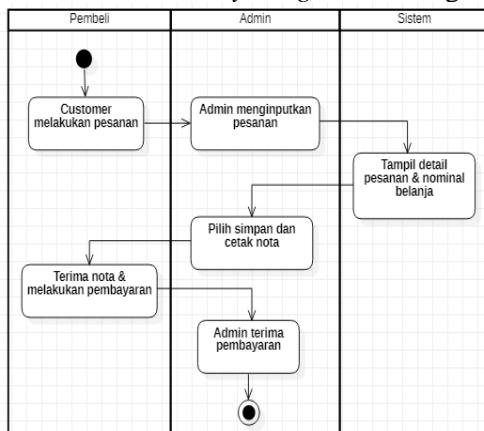 Pembeli
Admin
Sistem
Customer
melakukan pesanan
Admin menginputkan
pesanan
Tampil detail
pesanan & nominal
belanja
Pilih simpan dan
cetak nota
Terima nota &
melakukan pembayaran
Admin terima
pembayaran